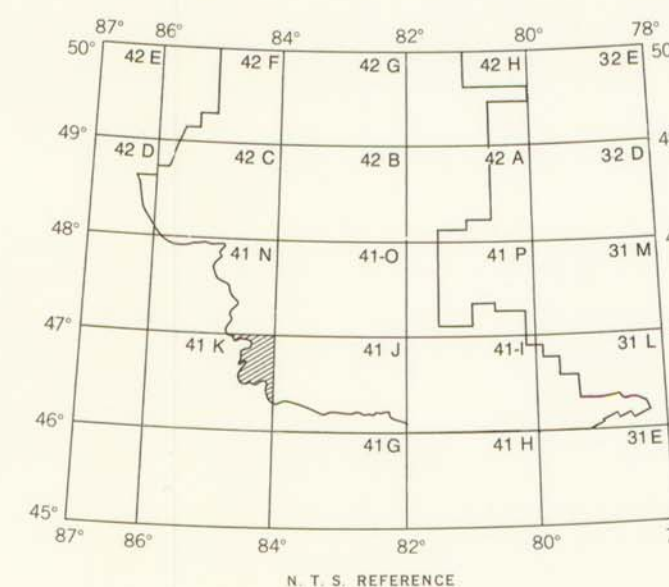 87° 86° 84° 82° 80° 78°
50° 42 E 42 F 42 G 42 H 32 E 50
49° 42 D 42 C 42 B 42 A 32 D
48° 41 N 41-O 41 P 31 M
47° 41 K 41 J 41-I 31 L
46° 41 G 41 H 31 E
45°
87° 86° 84° 82° 80°
N. T. S. REFERENCE